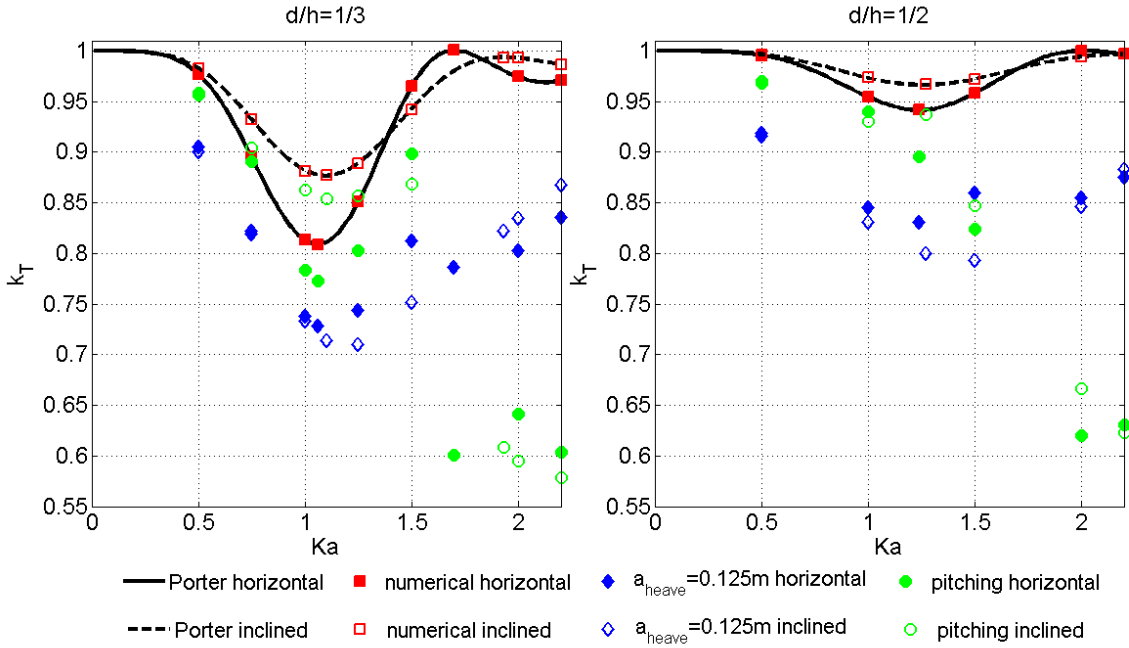 d/h=1/3
d/h=1/2
1
0.95
0.9
0.85
0.8
0.75
0.7
0.65
0.6
0.55
k_T
0 0.5 1 1.5 2
Ka
1
0.95
0.9
0.85
0.8
0.75
0.7
0.65
0.6
0.55
k_T
0 0.5 1 1.5 2
Ka
Porter horizontal numerical horizontal a_heave=0.125m horizontal pitching horizontal
Porter inclined numerical inclined a_heave=0.125m inclined pitching inclined